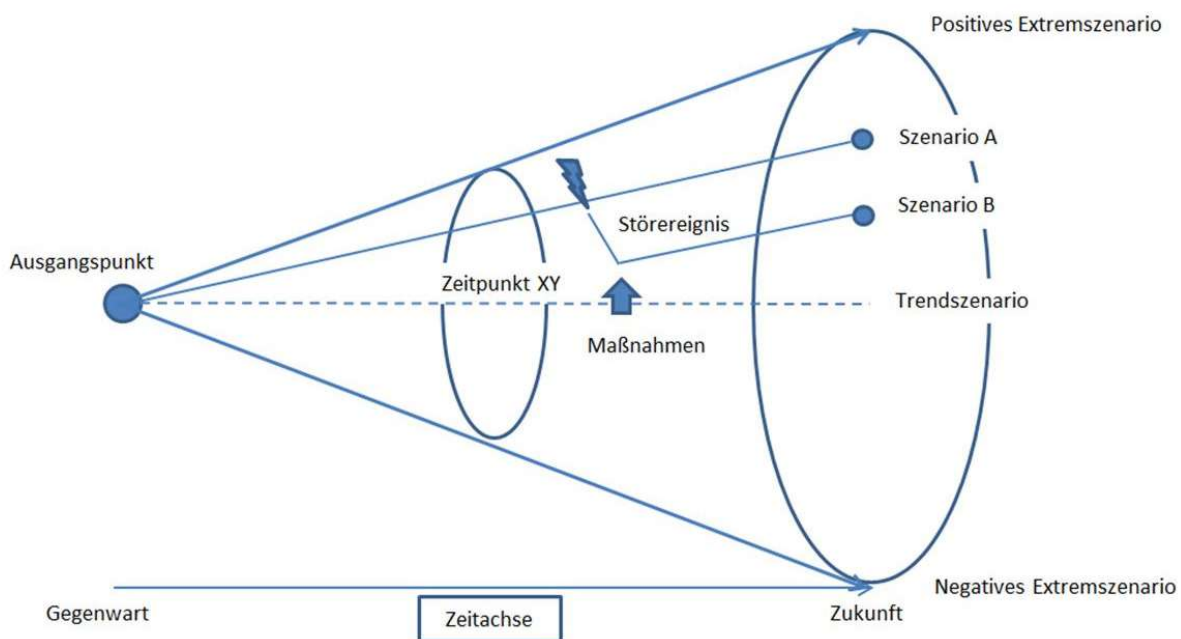 Positives Extremszenario
Szenario A
Szenario B
Störereignis
Ausgangspunkt
Zeitpunkt XY
Trendszenario
Maßnahmen
Negatives Extremszenario
Gegenwart
Zeitachse
Zukunft